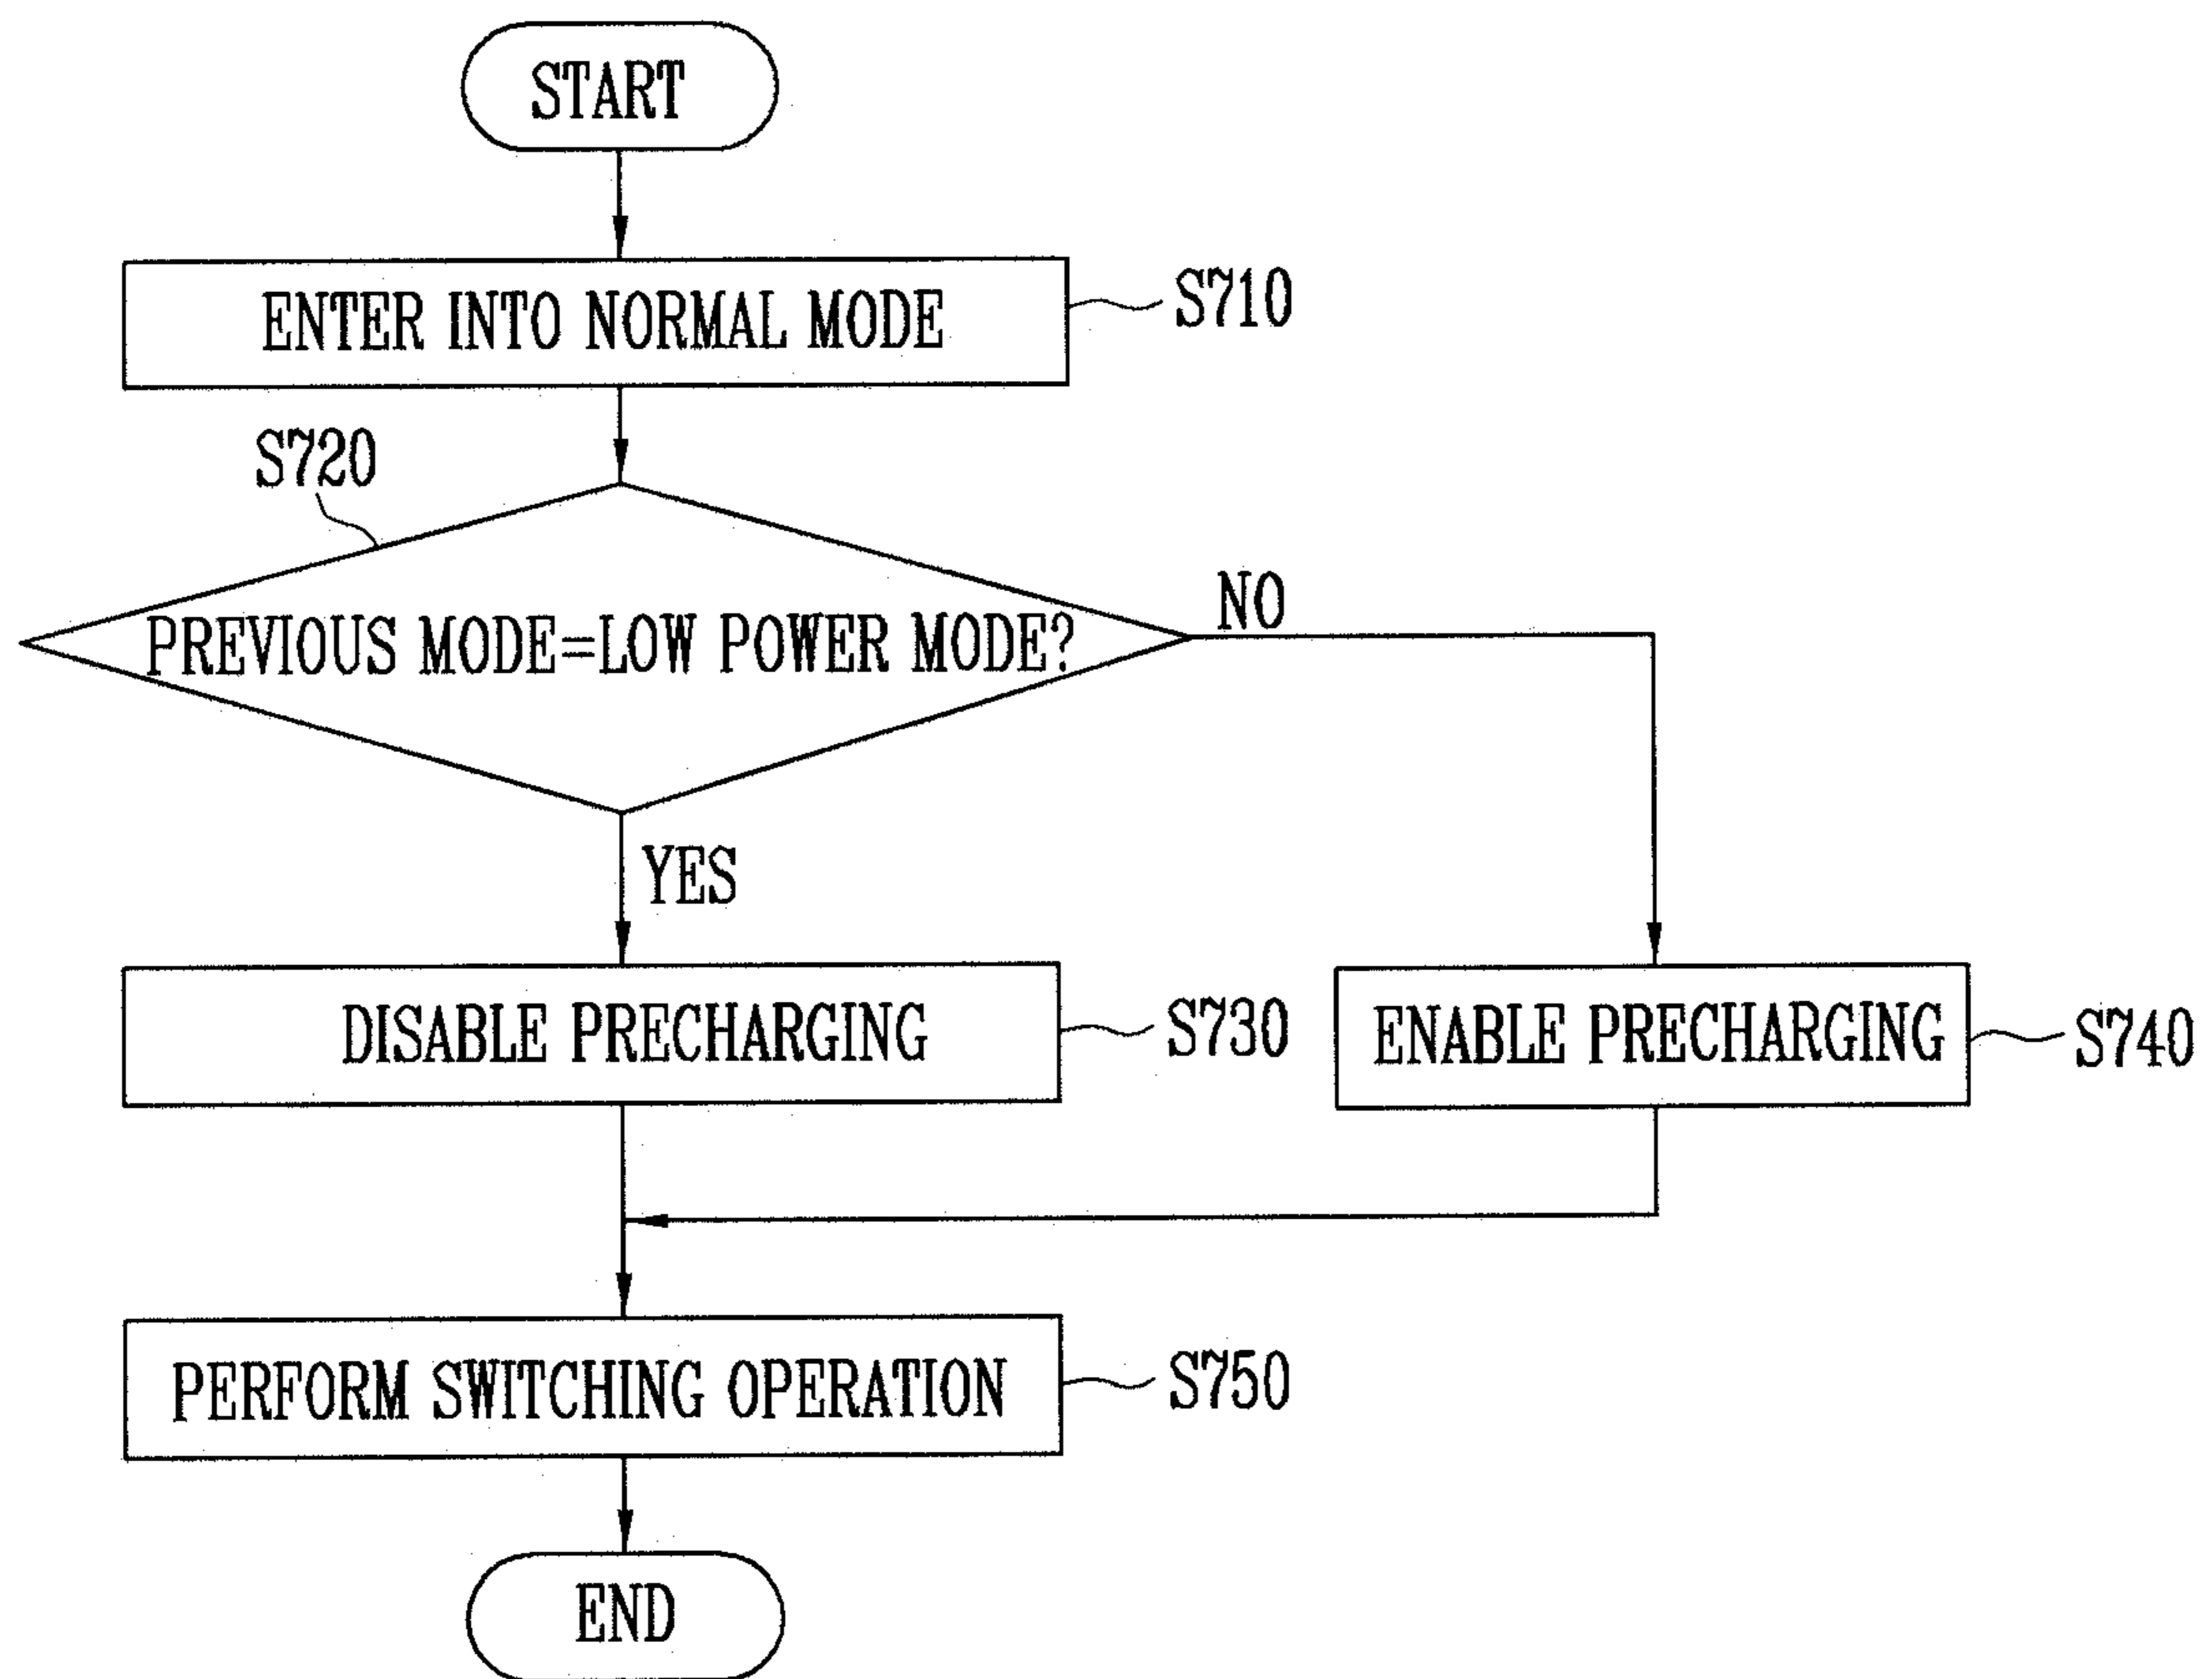 START
ENTER INTO NORMAL MODE
S710
S720
PREVIOUS MODE=LOW POWER MODE?
NO
YES
DISABLE PRECHARGING
S730
ENABLE PRECHARGING
S740
PERFORM SWITCHING OPERATION
S750
END